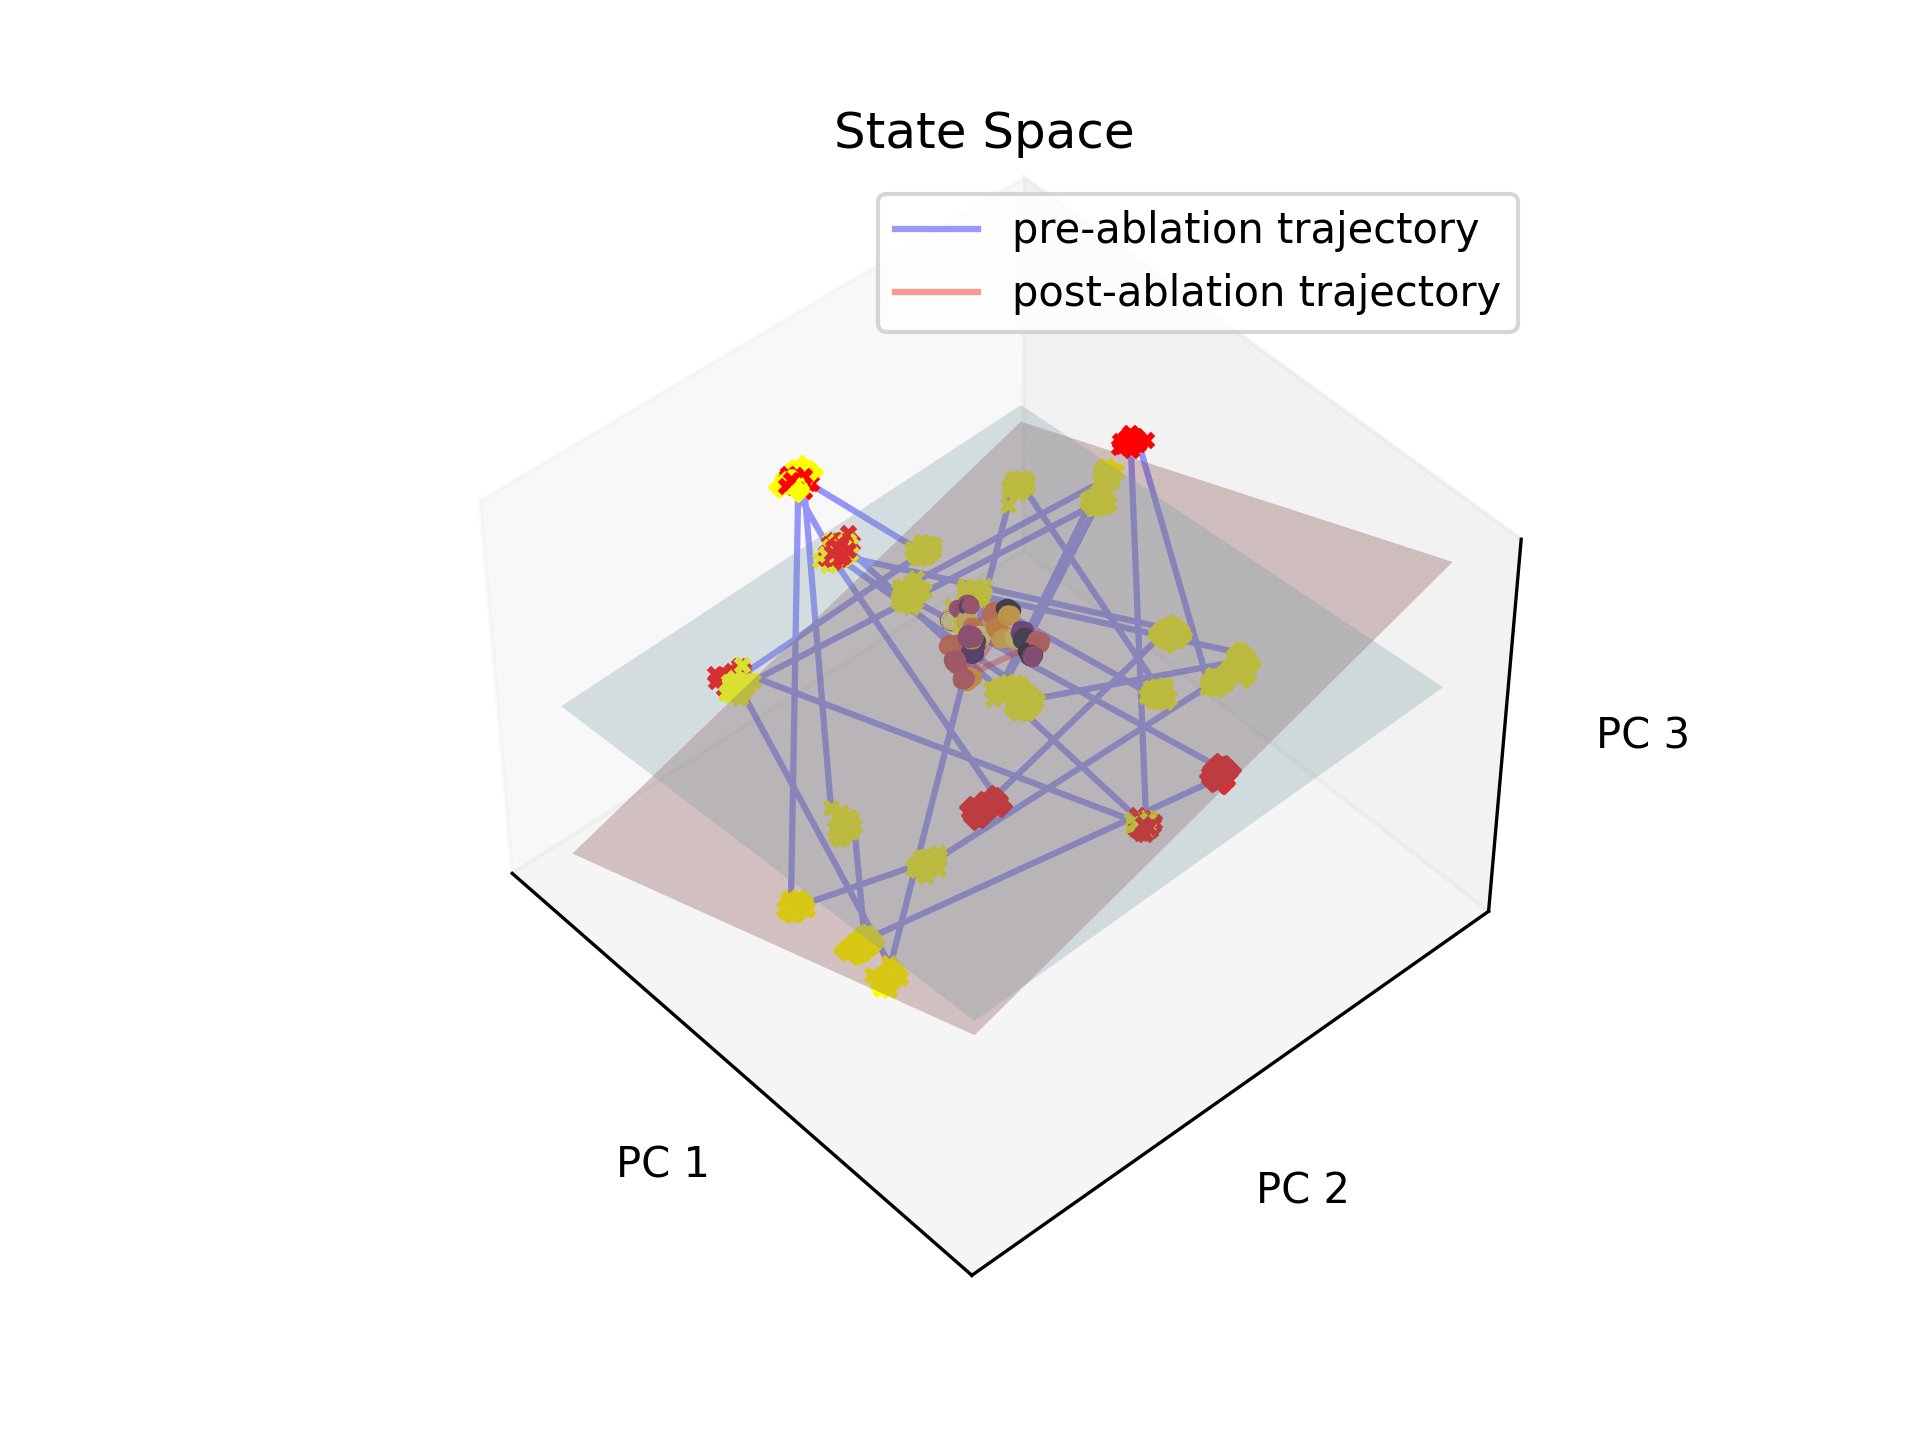 State Space
pre-ablation trajectory
post-ablation trajectory
PC 3
PC 1
PC 2